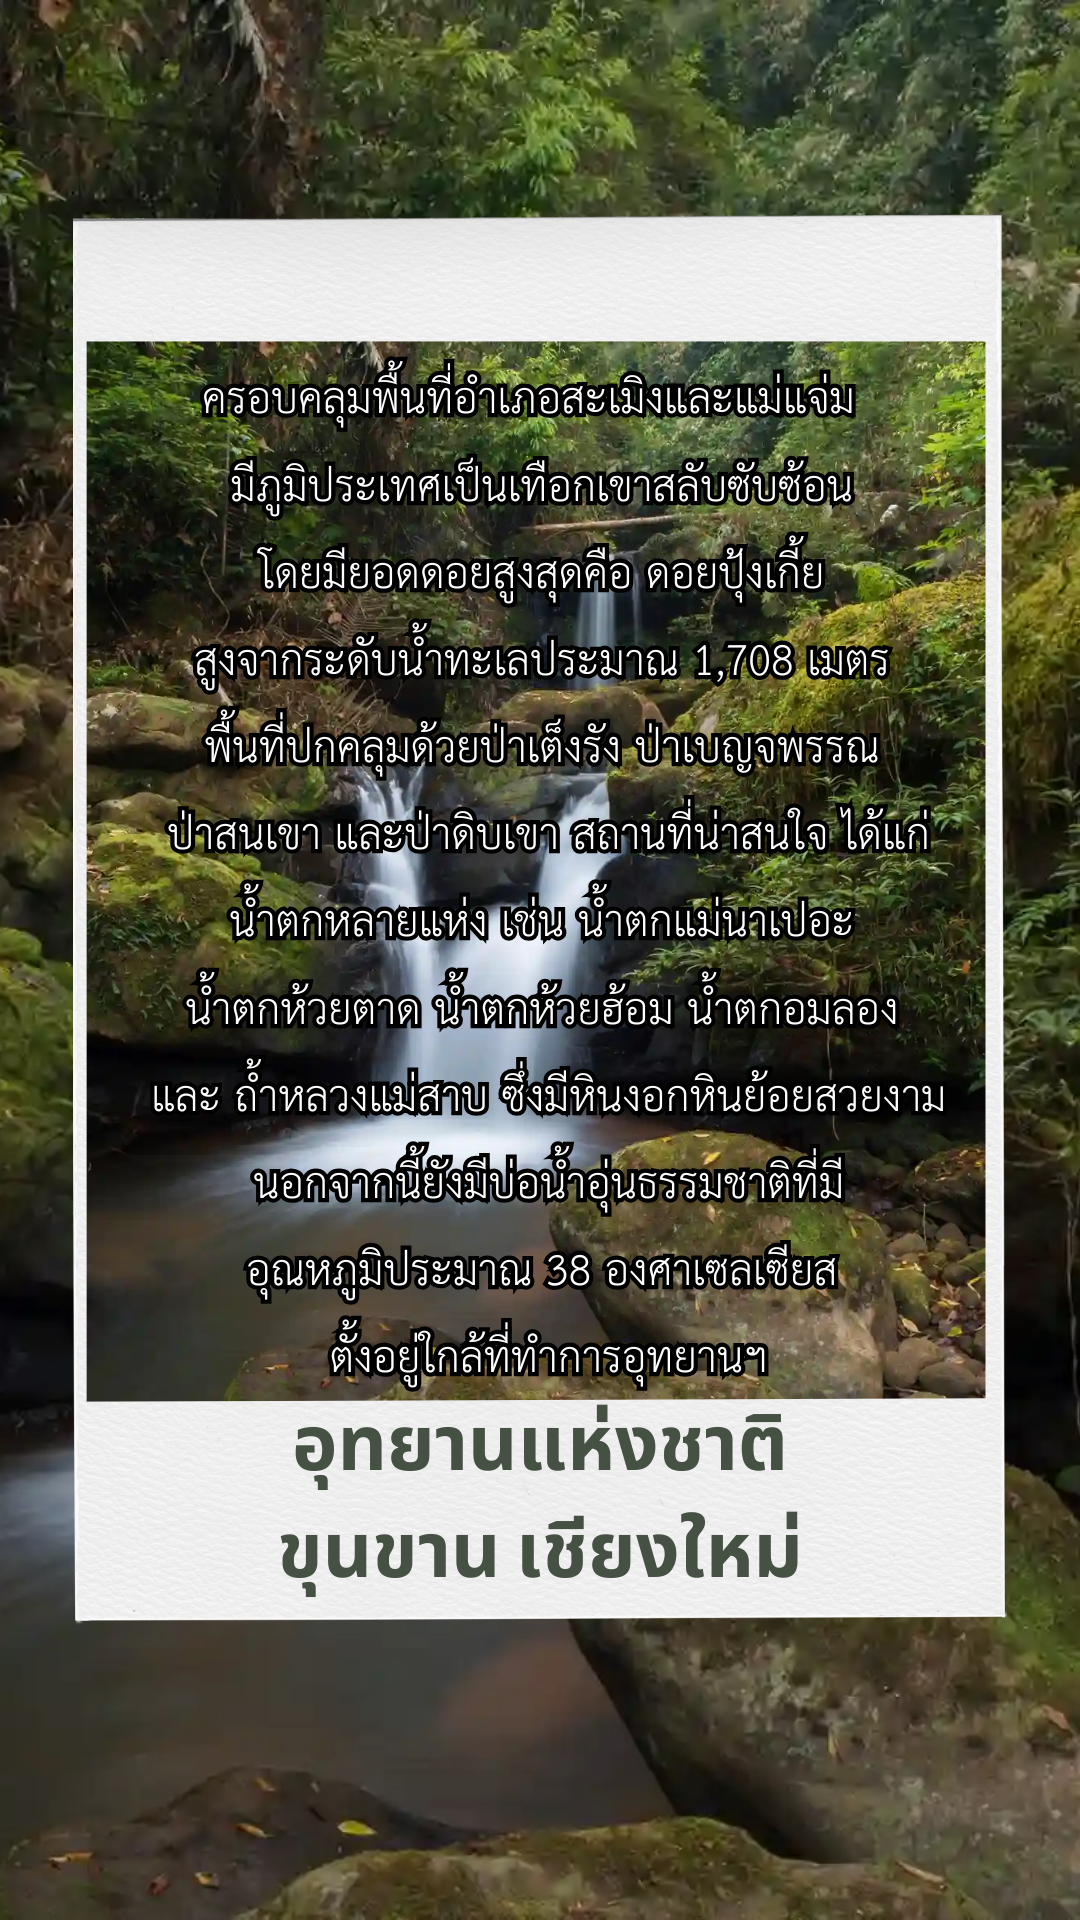 ครอบคลุมพื้นที่อำเภอสะเมิงและแม่แจ่ม
มีภูมิประเทศเป็นเทือกเขาสลับซับซ้อน
โดยมียอดดอยสูงสุดคือ ดอยปุ้งเกี้ย
สูงจากระดับน้ำทะเลประมาณ 1,708 เมตร
พื้นที่ปกคลุมด้วยป่าเต็งรัง ป่าเบญจพรรณ
ป่าสนเขา และป่าดิบเขา สถานที่น่าสนใจ ได้แก่
น้ำตกหลายแห่ง เช่น น้ำตกแม่นาเปอะ
น้ำตกห้วยตาด น้ำตกห้วยฮ้อม น้ำตกอมลอง
และ ถ้ำหลวงแม่สาบ ซึ่งมีหินงอกหินย้อยสวยงาม
นอกจากนี้ยังมีบ่อน้ำอุ่นธรรมชาติที่มี
อุณหภูมิประมาณ 38 องศาเซลเซียส
ตั้งอยู่ใกล้ที่ทำการอุทยานฯ
อุทยานแห่งชาติ
ขุนขาน เชียงใหม่